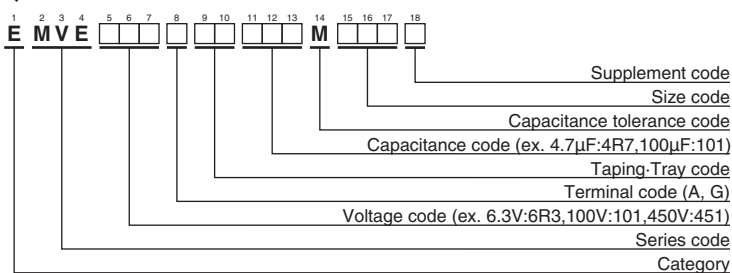 1 2 3 4 5 6 7 8 9 10 11 12 13 14 15 16 17 18
E MVE □□□ □ □□ □□□ M □□□ □
Supplement code
Size code
Capacitance tolerance code
Capacitance code (ex. 4.7μF:4R7,100μF:101)
Taping·Tray code
Terminal code (A, G)
Voltage code (ex. 6.3V:6R3,100V:101,450V:451)
Series code
Category